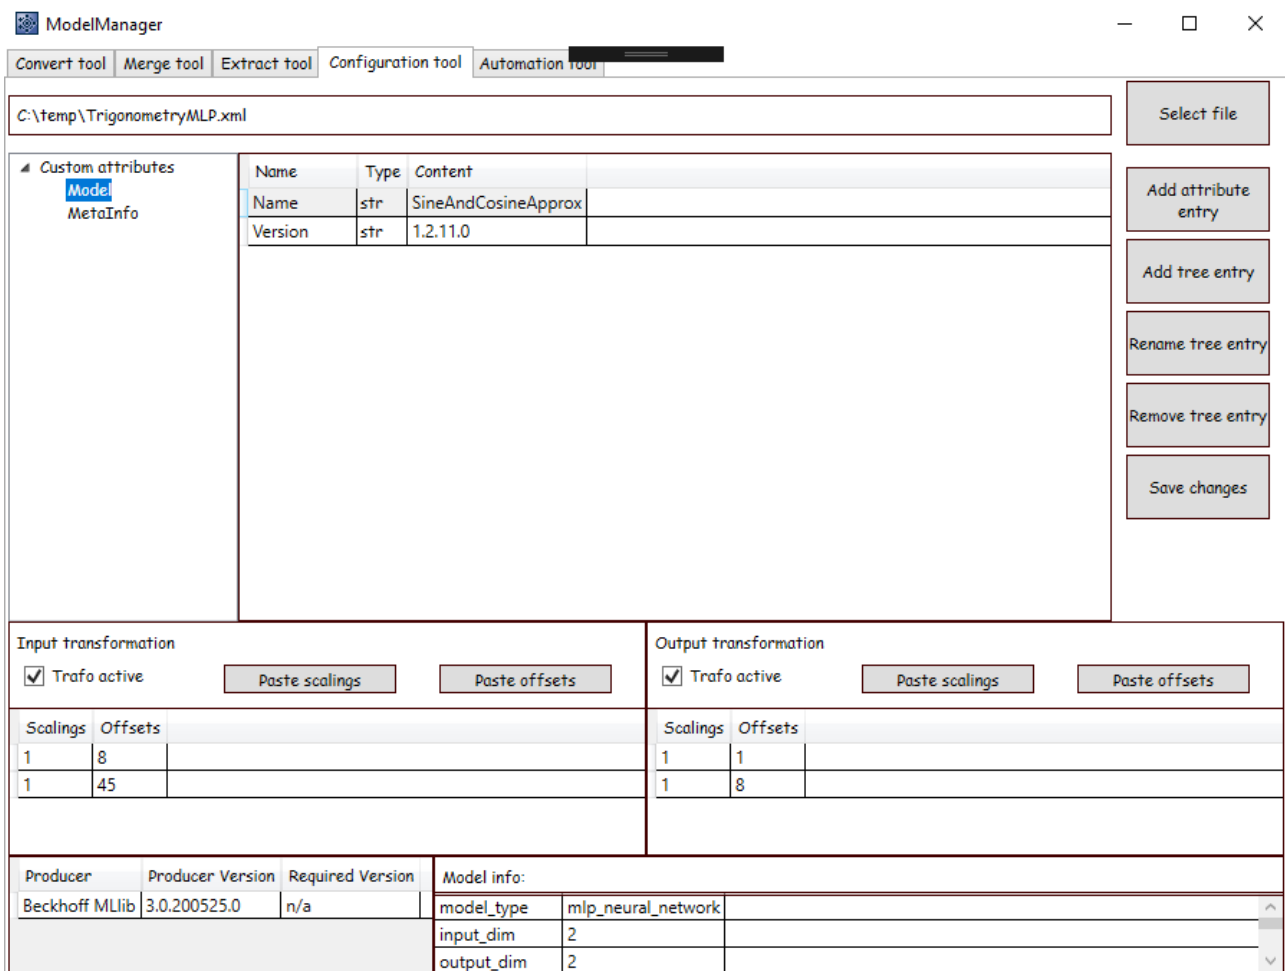 ModelManager
Convert tool Merge tool Extract tool Configuration tool Automation tool
C:\temp\TrigonometryMLP.xml
Select file
Custom attributes
Model
MetaInfo
Name Type Content
Name str SineAndCosineApprox
Version str 1.2.11.0
Add attribute
entry
Add tree entry
Rename tree entry
Remove tree entry
Save changes
Input transformation
Trafo active Paste scalings Paste offsets
Scalings Offsets
1 8
1 45
Output transformation
Trafo active Paste scalings Paste offsets
Scalings Offsets
1 1
1 8
Producer Producer Version Required Version
Beckhoff MLlib 3.0.200525.0 n/a
Model info:
model_type mlp_neural_network
input_dim 2
output_dim 2